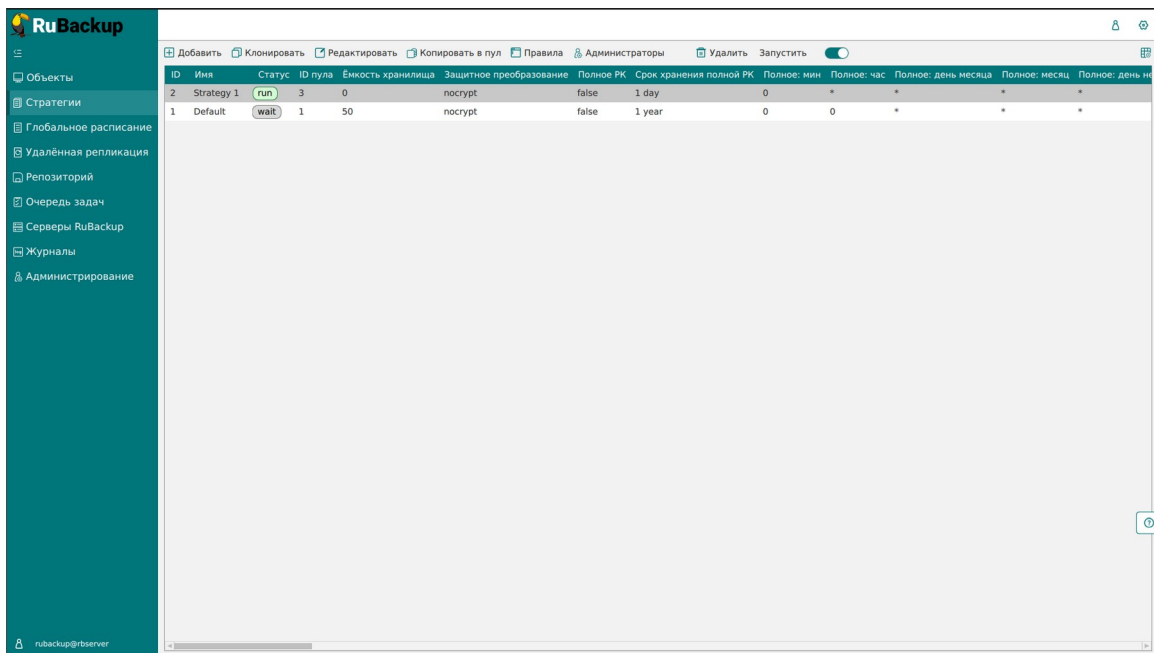 RuBackup
Добавить Клонировать Редактировать Копировать в пул Правила Администраторы Удалить Запустить
Объекты
Стратегии
Глобальное расписание
Удалённая репликация
Репозиторий
Очередь задач
Серверы RuBackup
Журналы
Администрирование
ID Имя Статус ID пула Ёмкость хранилища Защитное преобразование Полное РК Срок хранения полной РК Полное: мин Полное: час Полное: день месяца Полное: месяц Полное: день не
2 Strategy 1 run 3 0 nocrypt false 1 day 0 * * * *
1 Default wait 1 50 nocrypt false 1 year 0 0 * * *
rubackup@rbserver